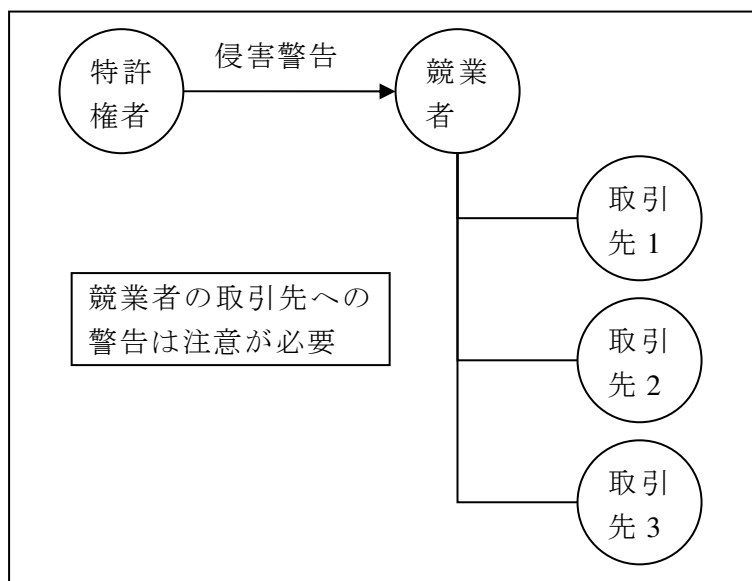 特許
権者
侵害警告
競業
者
取引
先1
競業者の取引先への
警告は注意が必要
取引
先2
取引
先3